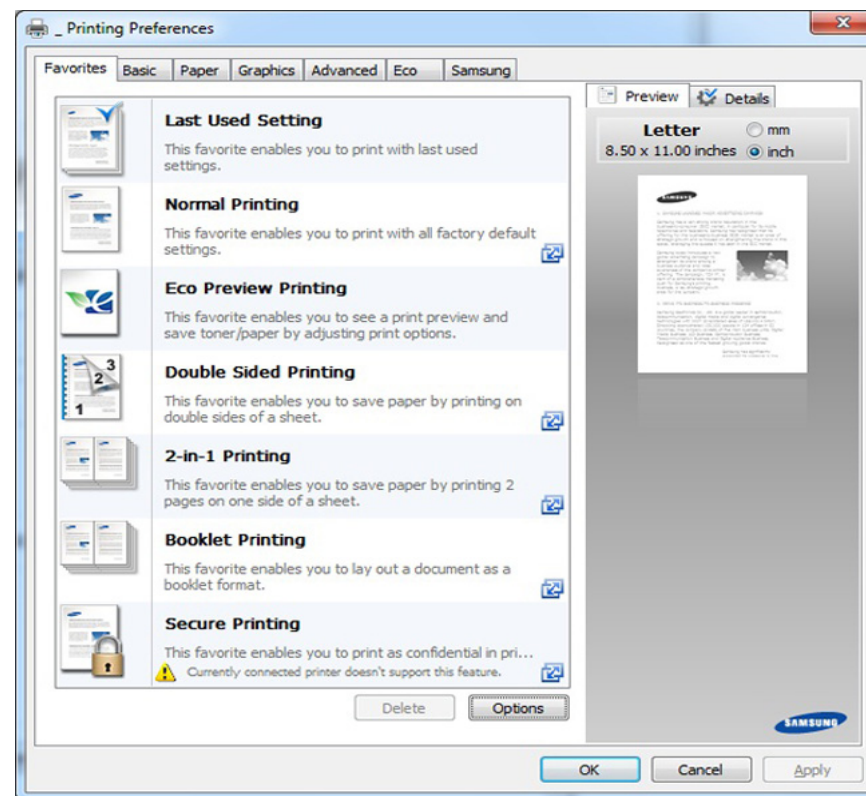 _ Printing Preferences
Favorites Basic Paper Graphics Advanced Eco Samsung
Last Used Setting
This favorite enables you to print with last used
settings.
Normal Printing
This favorite enables you to print with all factory default
settings.
Eco Preview Printing
This favorite enables you to see a print preview and
save toner/paper by adjusting print options.
3
2
1
Double Sided Printing
This favorite enables you to save paper by printing on
double sides of a sheet.
2-in-1 Printing
This favorite enables you to save paper by printing 2
pages on one side of a sheet.
Booklet Printing
This favorite enables you to lay out a document as a
booklet format.
Secure Printing
This favorite enables you to print as confidential in pri...
Currently connected printer doesn't support this feature.
Delete Options
Preview Details
Letter mm
8.50 x 11.00 inches inch
SAMSUNG
OK Cancel Apply